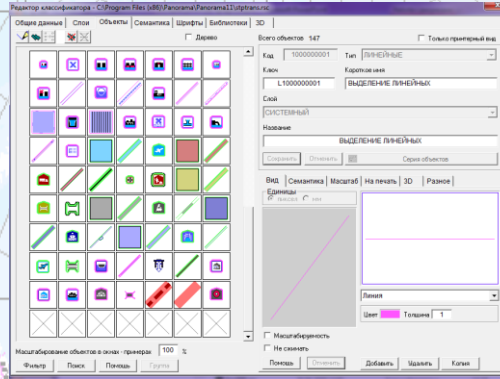 Редактор классификатора - C:\Program Files (x86)\Panorama\Panorama11\stptrans.rsc
Общие данные Слои Объекты Семантика Шрифты Библиотеки 3D
Дерево
Всего объектов 147
Только принтерный вид
Код 1000000001 Тип ЛИНЕЙНЫЕ
Ключ Короткое имя
L1000000001 ВЫДЕЛЕНИЕ ЛИНЕЙНЫХ
Слой
СИСТЕМНЫЙ
Название
ВЫДЕЛЕНИЕ ЛИНЕЙНЫХ
Сохранить Отменить Серия объектов
Вид Семантика Масштаб На печать 3D Разное
Единицы
пиксел мм
Линия
Цвет Толщина 1
Масштабируемость
Не сжимать
Масштабирование объектов в окнах - примерах 100 %
Фильтр Поиск Помощь Группа
Помощь Отменить Добавить Удалить Копия